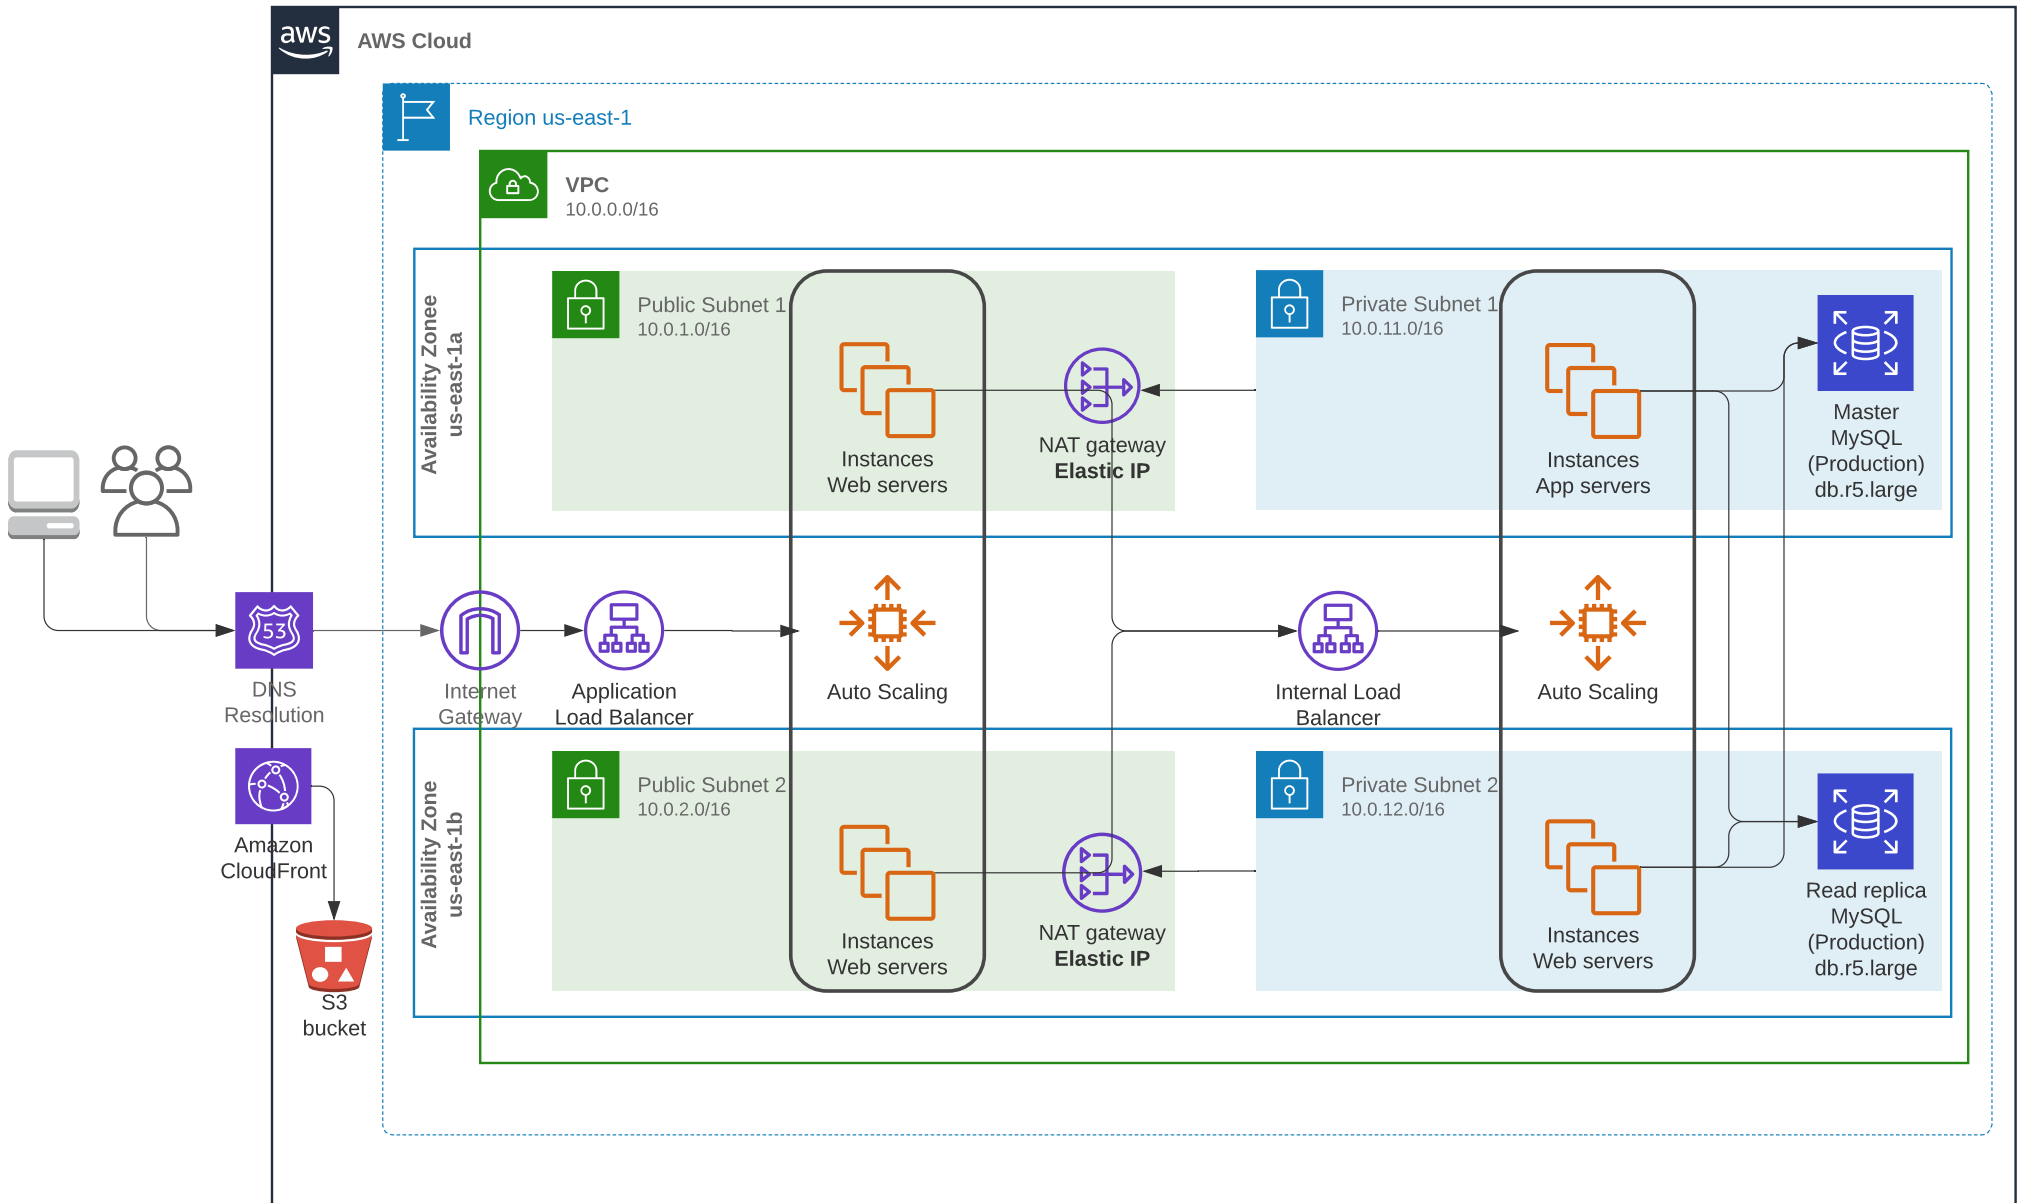 aws
AWS Cloud
Region us-east-1
VPC
10.0.0.0/16
Availability Zonee
us-east-1a
Public Subnet 1
10.0.1.0/16
Instances
Web servers
NAT gateway
Elastic IP
Private Subnet 1
10.0.11.0/16
Instances
App servers
Master
MySQL
(Production)
db.r5.large
53
DNS
Resolution
Internet
Gateway
Application
Load Balancer
Auto Scaling
Internal Load
Balancer
Auto Scaling
Amazon
CloudFront
S3
bucket
Availability Zone
us-east-1b
Public Subnet 2
10.0.2.0/16
Instances
Web servers
NAT gateway
Elastic IP
Private Subnet 2
10.0.12.0/16
Instances
Web servers
Read replica
MySQL
(Production)
db.r5.large